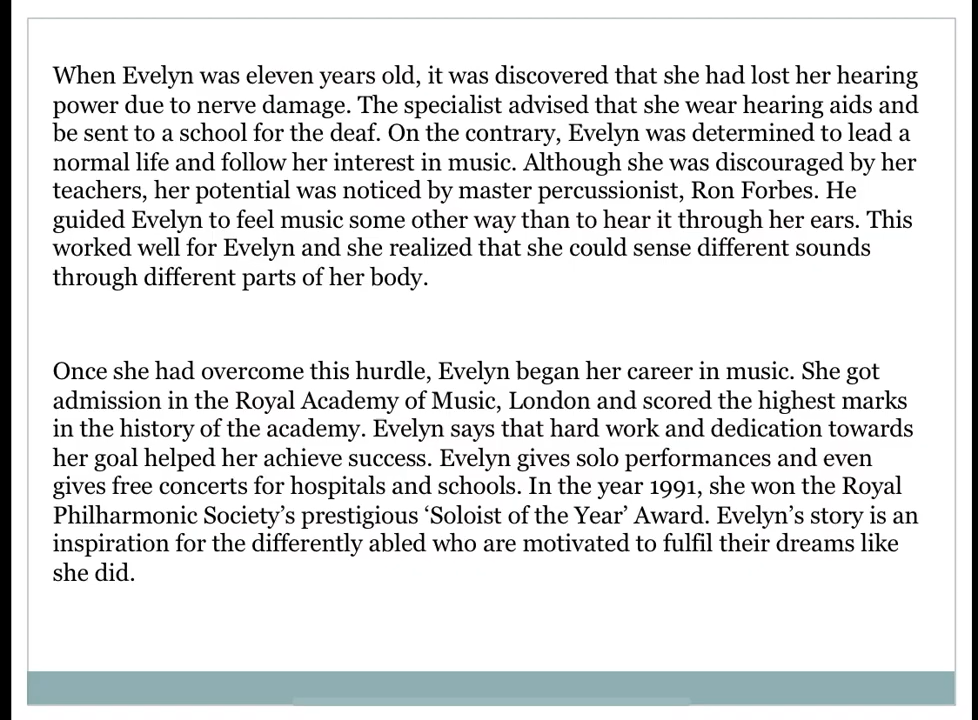 When Evelyn was eleven years old, it was discovered that she had lost her hearing
power due to nerve damage. The specialist advised that she wear hearing aids and
be sent to a school for the deaf. On the contrary, Evelyn was determined to lead a
normal life and follow her interest in music. Although she was discouraged by her
teachers, her potential was noticed by master percussionist, Ron Forbes. He
guided Evelyn to feel music some other way than to hear it through her ears. This
worked well for Evelyn and she realized that she could sense different sounds
through different parts of her body.
Once she had overcome this hurdle, Evelyn began her career in music. She got
admission in the Royal Academy of Music, London and scored the highest marks
in the history of the academy. Evelyn says that hard work and dedication towards
her goal helped her achieve success. Evelyn gives solo performances and even
gives free concerts for hospitals and schools. In the year 1991, she won the Royal
Philharmonic Society’s prestigious ‘Soloist of the Year’ Award. Evelyn’s story is an
inspiration for the differently abled who are motivated to fulfil their dreams like
she did.